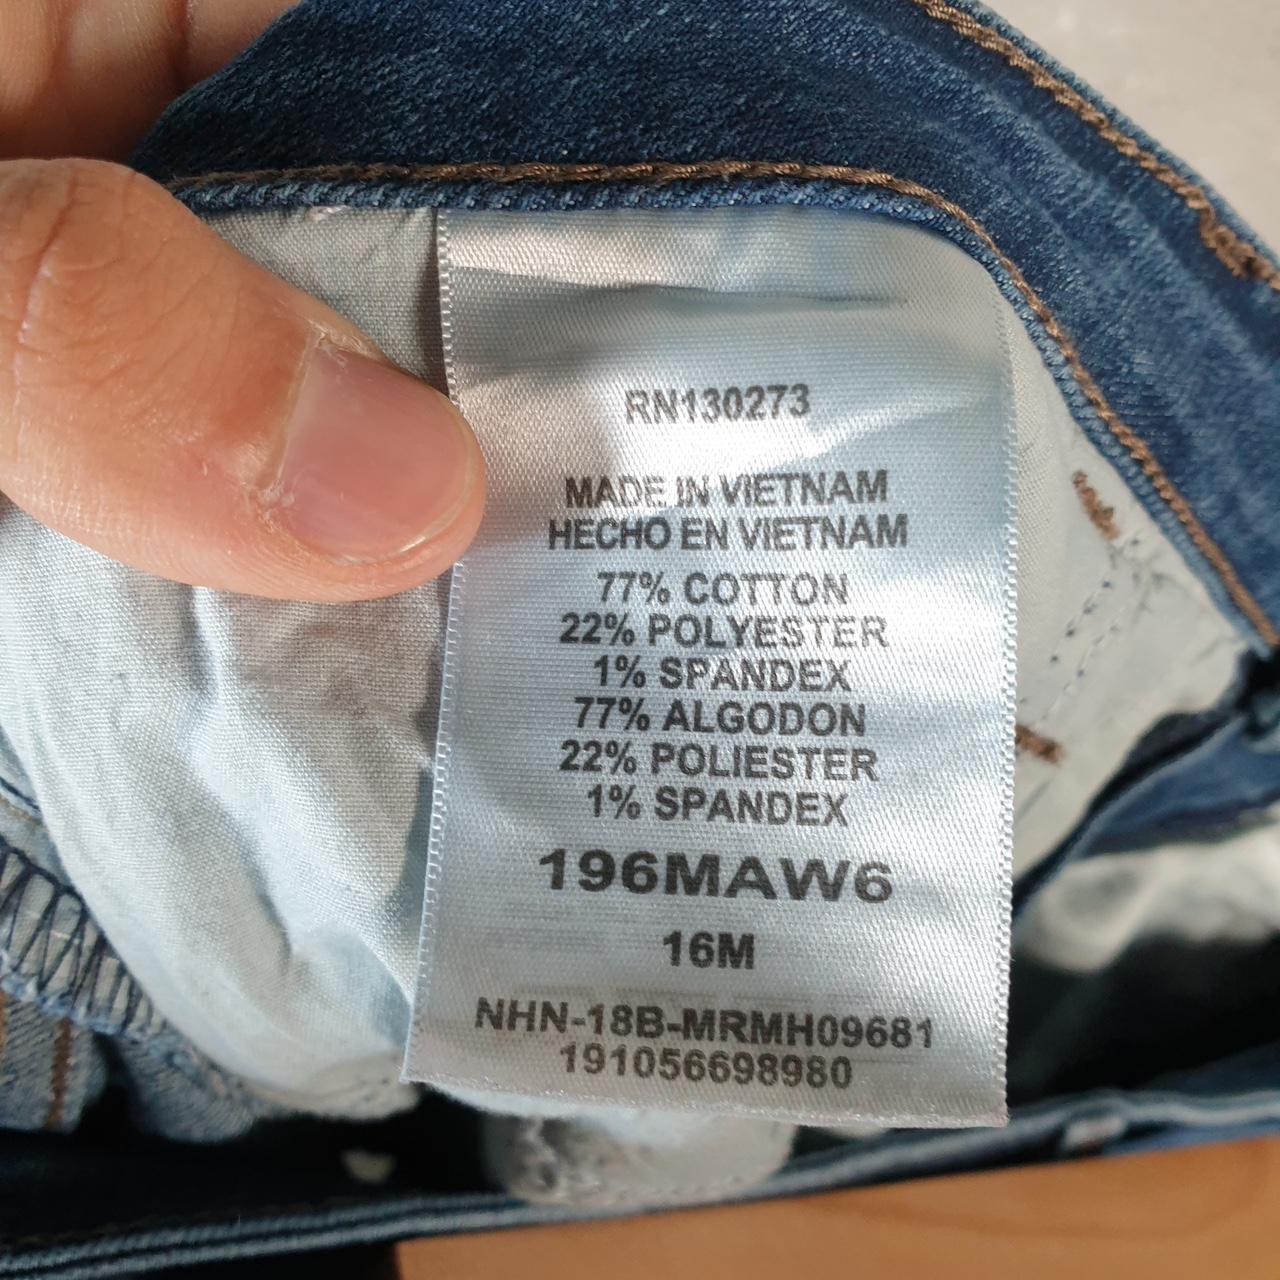 RN130273
MADE IN VIETNAM
HECHO EN VIETNAM
77% COTTON
22% POLYESTER
1% SPANDEX
77% ALGODON
22% POLIESTER
1% SPANDEX
196MAW6
16M
NHN-18B-MRMH09681
191056698980